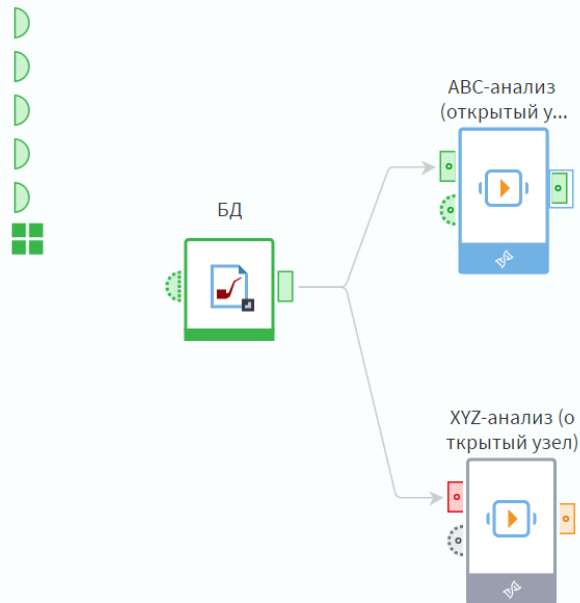 ABC-анализ
(открытый у...
БД
XYZ-анализ (о
ткрытый узел)